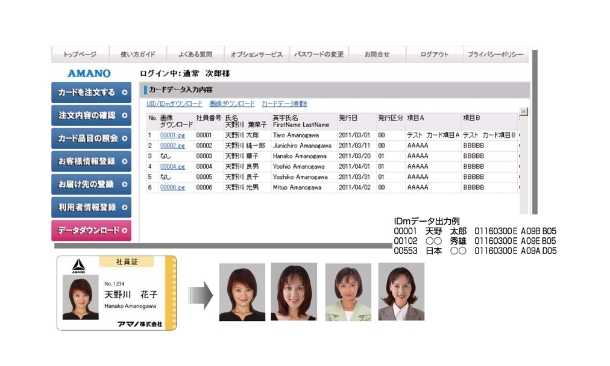 トップページ 使い方ガイド よくある質問 オプションサービス パスワードの変更 お問合せ ログアウト プライバシーポリシー
AMANO
ログイン中:通常 次郎様
カードを注文する
注文内容の確認
カード品目の照会
お客様情報登録
お届け先の登録
利用者情報登録
データダウンロード
カードデータ入力内容
UID/IDmダウンロード 画像ダウンロード カードデータ削除
No. 画像ダウンロード 社員番号 氏名 天野川 菓菓子 英字氏名 FirstName LastName 発行日 発行区分 項目A 項目B
1 00001.jpg 00001 天野川 太郎 Taro Amanogawa 2011/03/01 00 テスト カード項目A テスト カード項目B
2 00002.jpg 00002 天野川 純一郎 Junichiro Amanogawa 2011/03/11 00 AAAAA BBBBB
3 なし 00003 天野川 華子 Hanako Amanogawa 2011/03/20 00 AAAAA BBBBB
4 00004.jpg 00004 天野川 良男 Yoshio Amanogawa 2011/04/01 00 AAAAA BBBBB
5 なし 00005 天野川 良子 Yoshiko Amanogawa 2011/03/31 01 AAAAA BBBBB
6 00006.jpg 00006 天野川 光男 Mituo Amanogawa 2011/04/02 00 AAAAA BBBBB
IDmデータ出力例
00001 天野 太郎 01160300E A09B B05
00102 ○○ 秀雄 01160300E A09E B05
00553 日本 ○○ 01160300E A09A D05
AMANO
社員証
No. 1234
天野川 花子
Hanako Amanogawa
アマノ株式会社